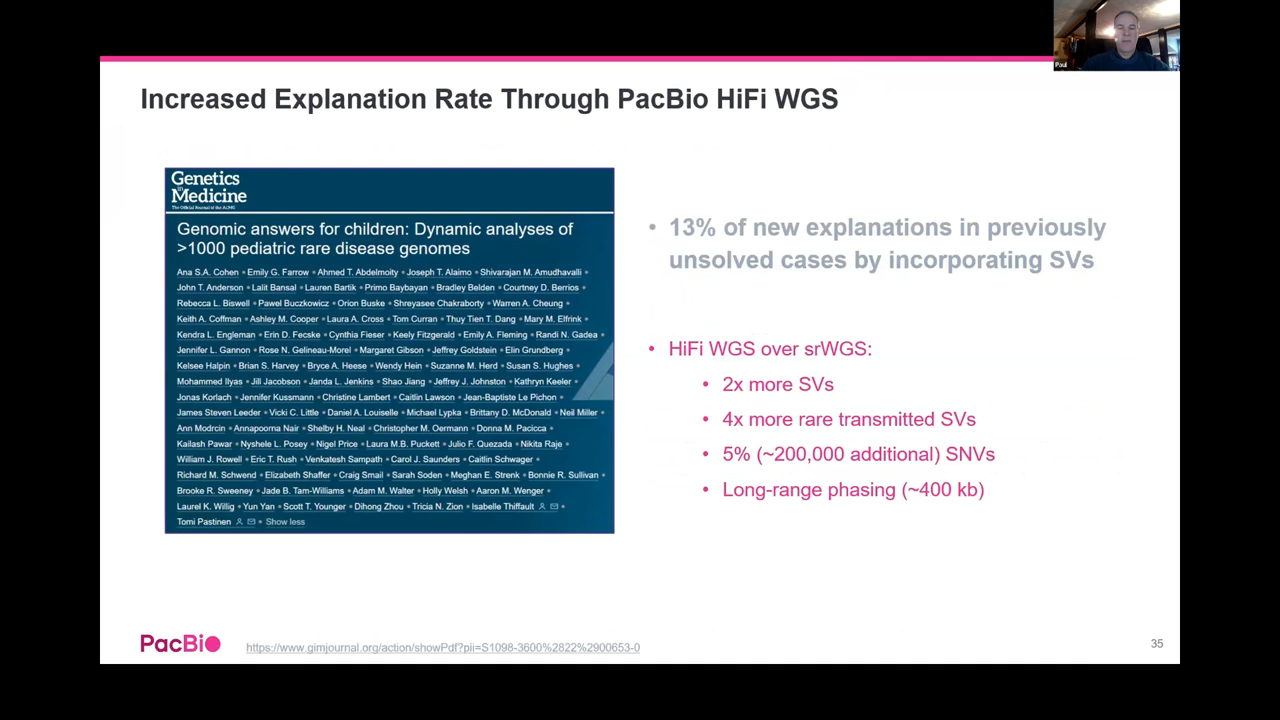 Paul
Increased Explanation Rate Through PacBio HiFi WGS
Genetics
in
Medicine
The Official Journal of the ACMG
Genomic answers for children: Dynamic analyses of
>1000 pediatric rare disease genomes
Ana S.A. Cohen • Emily G. Farrow • Ahmed T. Abdelmoity • Joseph T. Alaimo • Shivarajan M. Amudhavalli •
John T. Anderson • Lalit Bansal • Lauren Bartik • Primo Baybayan • Bradley Belden • Courtney D. Berrios •
Rebecca L. Biswell • Pawel Buczkowicz • Orion Buske • Shreyasee Chakraborty • Warren A. Cheung •
Keith A. Coffman • Ashley M. Cooper • Laura A. Cross • Tom Curran • Thuy Tien T. Dang • Mary M. Elfrink •
Kendra L. Engleman • Erin D. Fecske • Cynthia Fieser • Keely Fitzgerald • Emily A. Fleming • Randi N. Gadea •
Jennifer L. Gannon • Rose N. Gelineau-Morel • Margaret Gibson • Jeffrey Goldstein • Elin Grundberg •
Kelsee Halpin • Brian S. Harvey • Bryce A. Heese • Wendy Hein • Suzanne M. Herd • Susan S. Hughes •
Mohammed Ilyas • Jill Jacobson • Janda L. Jenkins • Shao Jiang • Jeffrey J. Johnston • Kathryn Keeler •
Jonas Korlach • Jennifer Kussmann • Christine Lambert • Caitlin Lawson • Jean-Baptiste Le Pichon •
James Steven Leeder • Vicki C. Little • Daniel A. Louiselle • Michael Lypka • Brittany D. McDonald • Neil Miller •
Ann Modrcin • Annapoorna Nair • Shelby H. Neal • Christopher M. Oermann • Donna M. Pacicca •
Kailash Pawar • Nyshele L. Posey • Nigel Price • Laura M.B. Puckett • Julio F. Quezada • Nikita Raje •
William J. Rowell • Eric T. Rush • Venkatesh Sampath • Carol J. Saunders • Caitlin Schwager •
Richard M. Schwend • Elizabeth Shaffer • Craig Smail • Sarah Soden • Meghan E. Strenk • Bonnie R. Sullivan •
Brooke R. Sweeney • Jade B. Tam-Williams • Adam M. Walter • Holly Welsh • Aaron M. Wenger •
Laurel K. Willig • Yun Yan • Scott T. Younger • Dihong Zhou • Tricia N. Zion • Isabelle Thiffault •
Tomi Pastinen • Show less
• 13% of new explanations in previously
unsolved cases by incorporating SVs
• HiFi WGS over srWGS:
• 2x more SVs
• 4x more rare transmitted SVs
• 5% (~200,000 additional) SNVs
• Long-range phasing (~400 kb)
PacBio
https://www.gimjournal.org/action/showPdf?pii=S1098-3600%2822%2900653-0
35